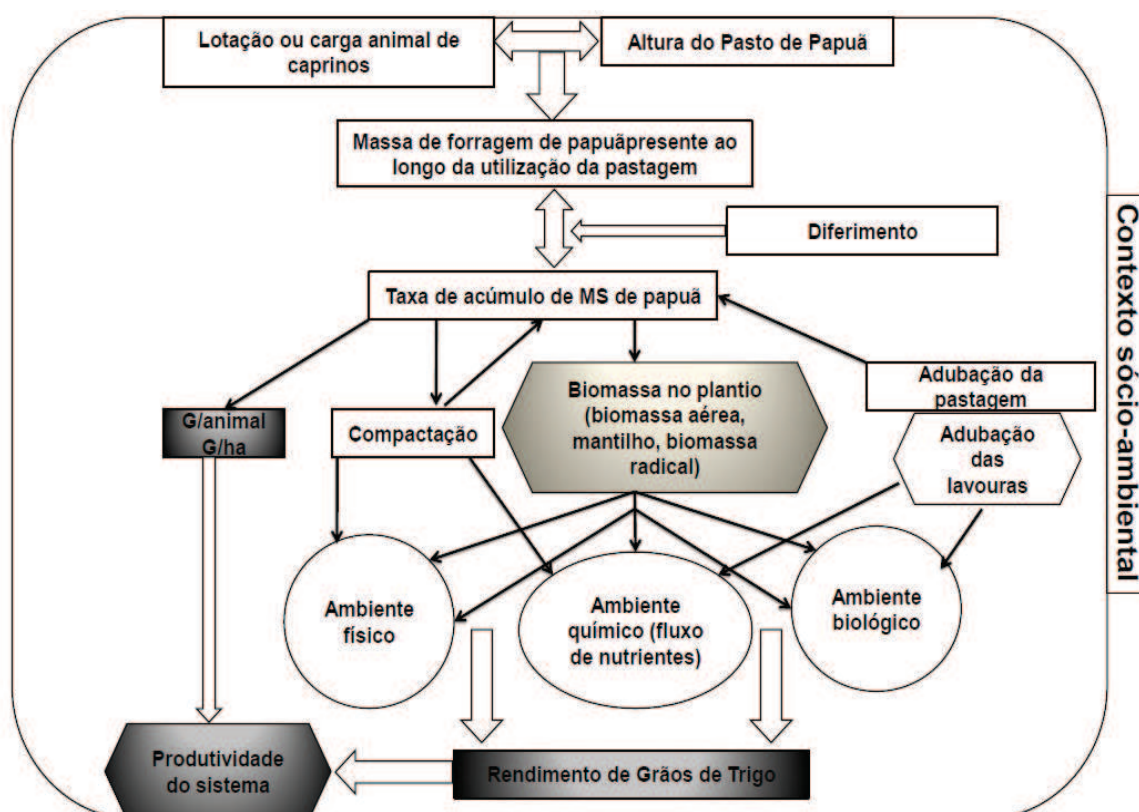 Lotação ou carga animal de
caprinos
Altura do Pasto de Papuã
Massa de forragem de papuãpresente ao
longo da utilização da pastagem
Diferimento
Taxa de acúmulo de MS de papuã
Contexto sócio-ambiental
G/animal
G/ha
Compactação
Biomassa no plantio
(biomassa aérea,
mantilho, biomassa
radical)
Adubação da
pastagem
Adubação
das
lavouras
Ambiente
físico
Ambiente
químico (fluxo
de nutrientes)
Ambiente
biológico
Produtividade
do sistema
Rendimento de Grãos de Trigo